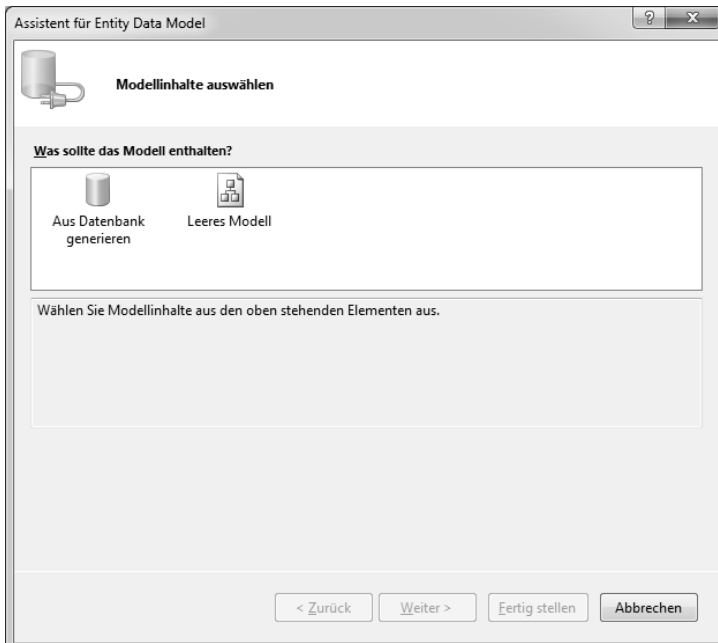 Assistent für Entity Data Model
? X
Modellinhalte auswählen
Was sollte das Modell enthalten?
Aus Datenbank
generieren
Leeres Modell
Wählen Sie Modellinhalte aus den oben stehenden Elementen aus.
< Zurück
Weiter >
Fertig stellen
Abbrechen